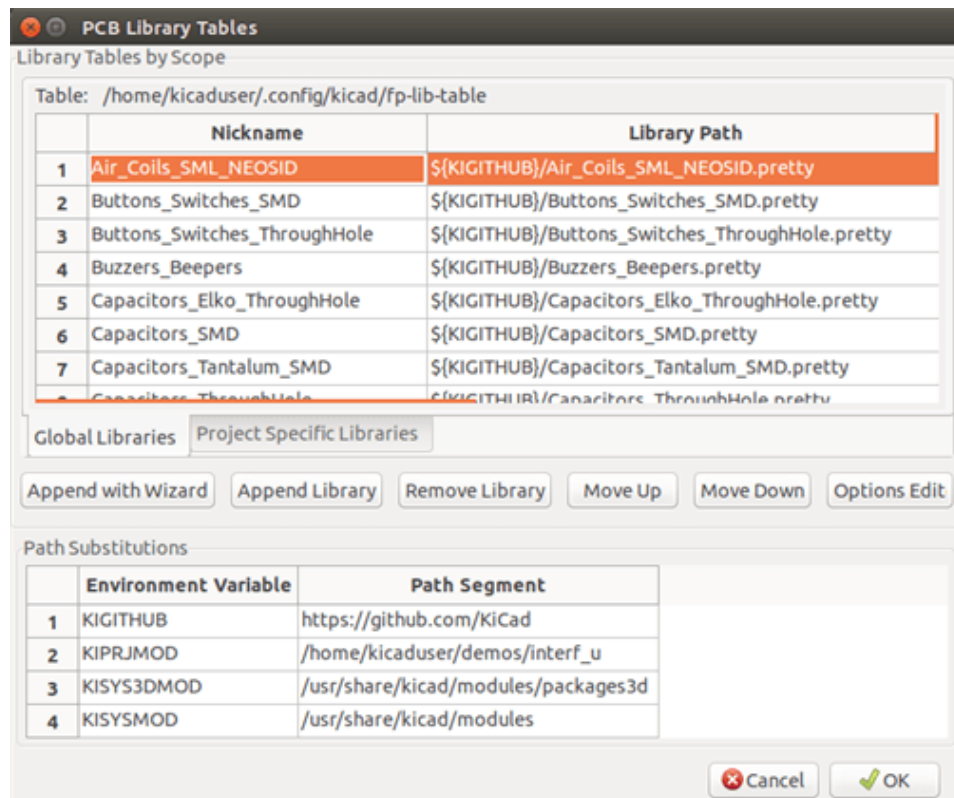 PCB Library Tables
Library Tables by Scope
Table: /home/kicaduser/.config/kicad/fp-lib-table
Nickname Library Path
1 Air_Coils_SML_NEOSID ${KIGITHUB}/Air_Coils_SML_NEOSID.pretty
2 Buttons_Switches_SMD ${KIGITHUB}/Buttons_Switches_SMD.pretty
3 Buttons_Switches_ThroughHole ${KIGITHUB}/Buttons_Switches_ThroughHole.pretty
4 Buzzers_Beepers ${KIGITHUB}/Buzzers_Beepers.pretty
5 Capacitors_Elko_ThroughHole ${KIGITHUB}/Capacitors_Elko_ThroughHole.pretty
6 Capacitors_SMD ${KIGITHUB}/Capacitors_SMD.pretty
7 Capacitors_Tantalum_SMD ${KIGITHUB}/Capacitors_Tantalum_SMD.pretty
Capacitors_ThroughHole ${KIGITHUB}/Capacitors_ThroughHole.pretty
Global Libraries Project Specific Libraries
Append with Wizard Append Library Remove Library Move Up Move Down Options Edit
Path Substitutions
Environment Variable Path Segment
1 KIGITHUB https://github.com/KiCad
2 KIPRJMOD /home/kicaduser/demos/interf_u
3 KISYS3DMOD /usr/share/kicad/modules/packages3d
4 KISYSMOD /usr/share/kicad/modules
Cancel OK